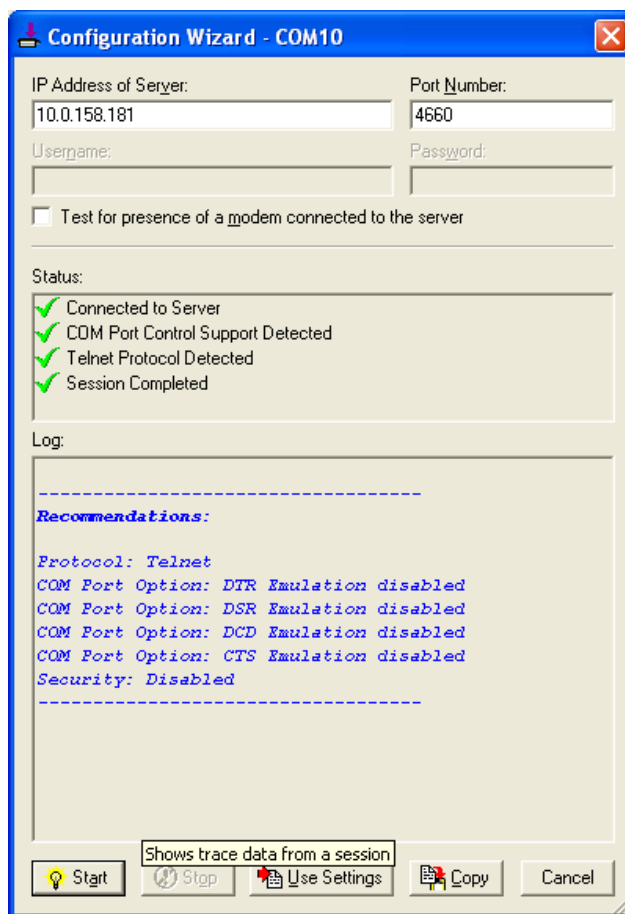 Configuration Wizard - COM10
IP Address of Server: Port Number:
10.0.158.181 4660
Username: Password:
Test for presence of a modem connected to the server
Status:
Connected to Server
COM Port Control Support Detected
Telnet Protocol Detected
Session Completed
Log:
-----------------------------------
Recommendations:
Protocol: Telnet
COM Port Option: DTR Emulation disabled
COM Port Option: DSR Emulation disabled
COM Port Option: DCD Emulation disabled
COM Port Option: CTS Emulation disabled
Security: Disabled
-----------------------------------
Shows trace data from a session
Start Stop Use Settings Copy Cancel